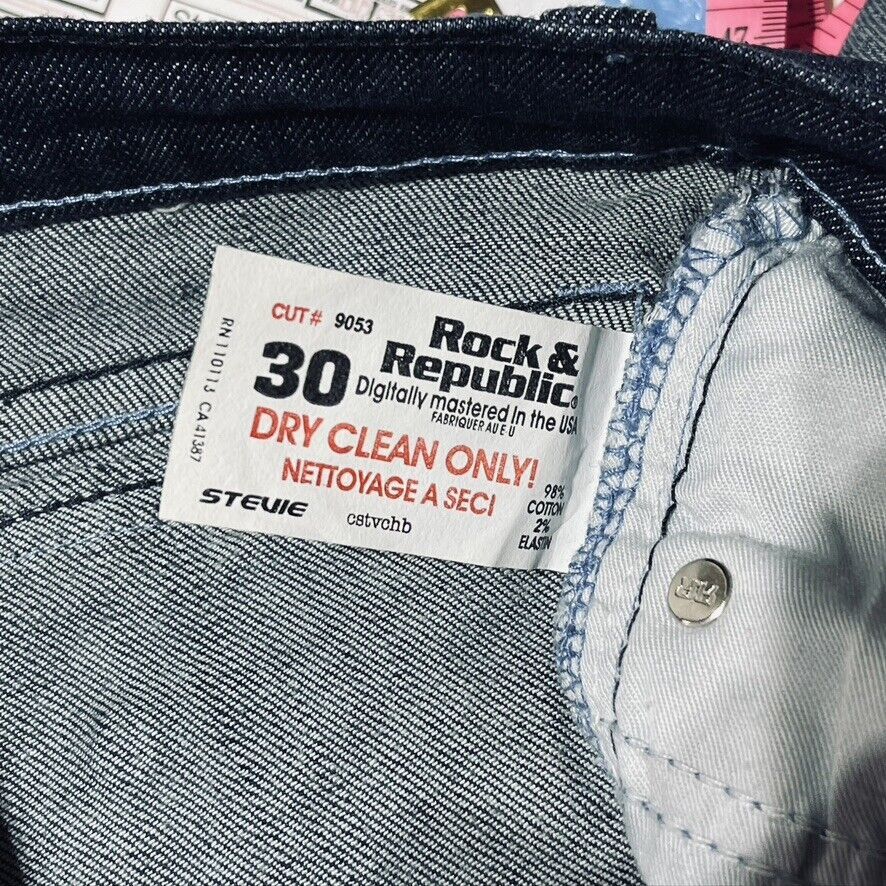 47
CUT# 9053
Rock &
Republic®
30
Digitally mastered in the USA
FABRIQUER AU E U
DRY CLEAN ONLY!
NETTOYAGE A SECI
98%
COTTON
2%
ELASTIN
STEVIE
cstvchb
RN 110113 CA 41387